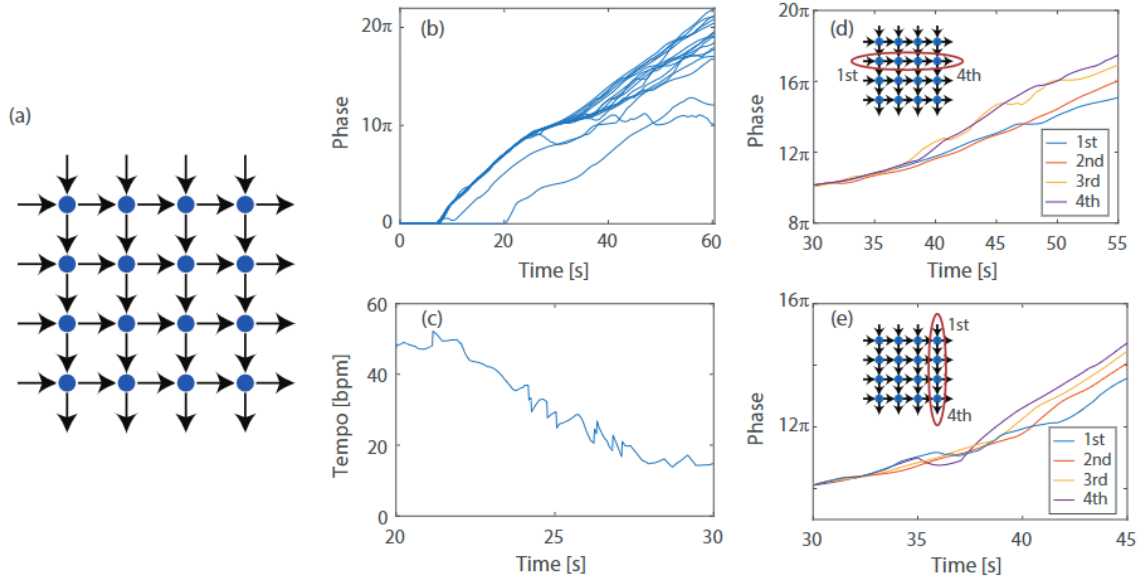 (a)
(b)
20π
10π
0
Phase
0 20 40 60
Time [s]
(c)
60
40
20
0
Tempo [bpm]
20 25 30
Time [s]
(d)
20π
16π
12π
8π
Phase
1st 4th
1st
2nd
3rd
4th
30 35 40 45 50 55
Time [s]
(e)
16π
12π
Phase
1st
4th
1st
2nd
3rd
4th
30 35 40 45
Time [s]